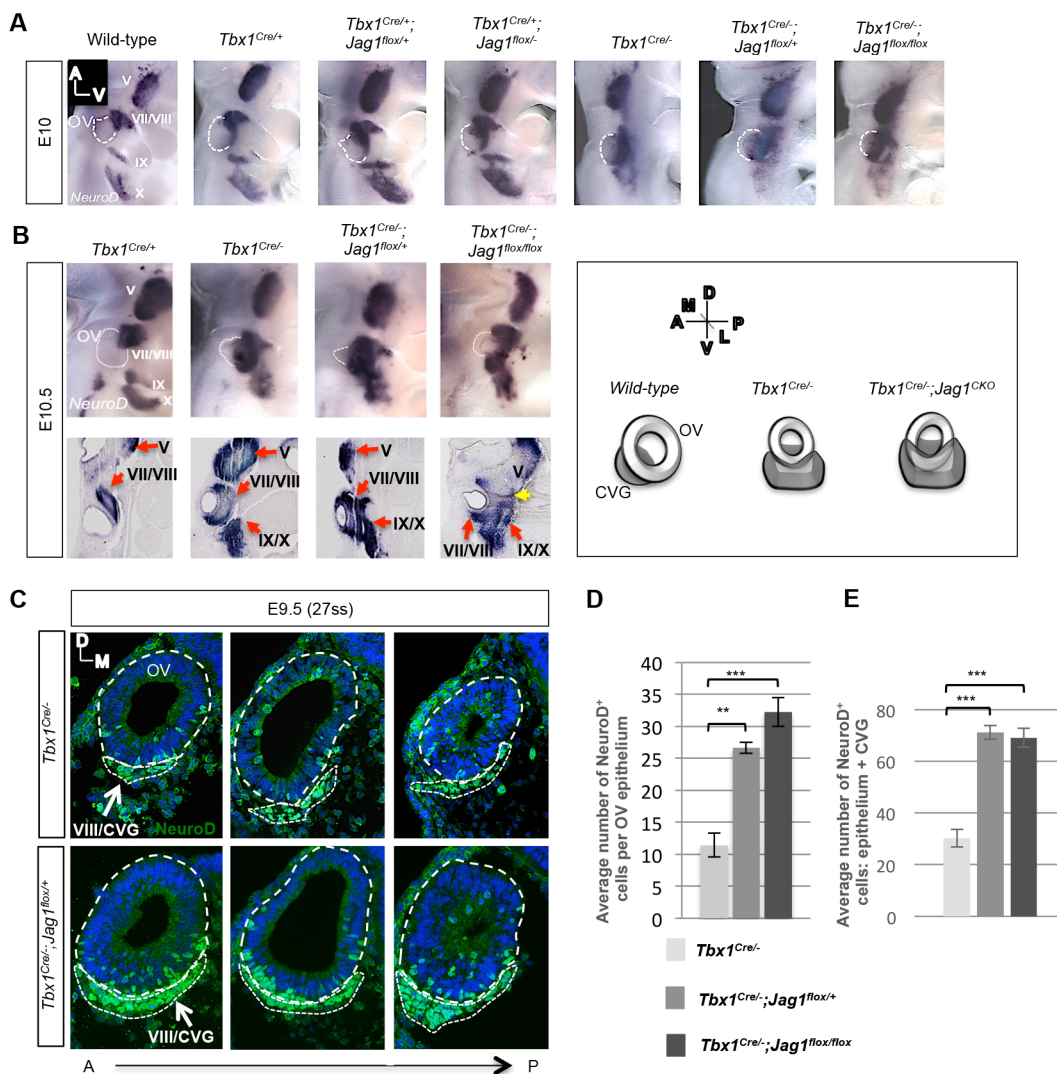 A
Wild-type
Tbx1Cre/+
Tbx1Cre/+;
Jag1flox/+
Tbx1Cre/+;
Jag1flox/-
Tbx1Cre/-
Tbx1Cre/-;
Jag1flox/+
Tbx1Cre/-;
Jag1flox/flox
E10
A
V
V
OV
VII/VIII
IX
X
NeuroD
B
Tbx1Cre/+
Tbx1Cre/-
Tbx1Cre/-;
Jag1flox/+
Tbx1Cre/-;
Jag1flox/flox
E10.5
V
OV
VII/VIII
IX
X
NeuroD
V
VII/VIII
V
VII/VIII
IX/X
V
VII/VIII
IX/X
V
VII/VIII
IX/X
D
M
A
P
L
V
Wild-type
Tbx1Cre/-
Tbx1Cre/-;Jag1CKO
OV
CVG
C
E9.5 (27ss)
Tbx1Cre/-
D
M
OV
VIII/CVG
NeuroD
Tbx1Cre/-;Jag1flox/+
VIII/CVG
A
P
D
Average number of NeuroD+
cells per OV epithelium
40
35
30
25
20
15
10
5
0
**
***
E
Average number of NeuroD+
cells: epithelium + CVG
80
60
40
20
0
***
***
Tbx1Cre/-
Tbx1Cre/-;Jag1flox/+
Tbx1Cre/-;Jag1flox/flox